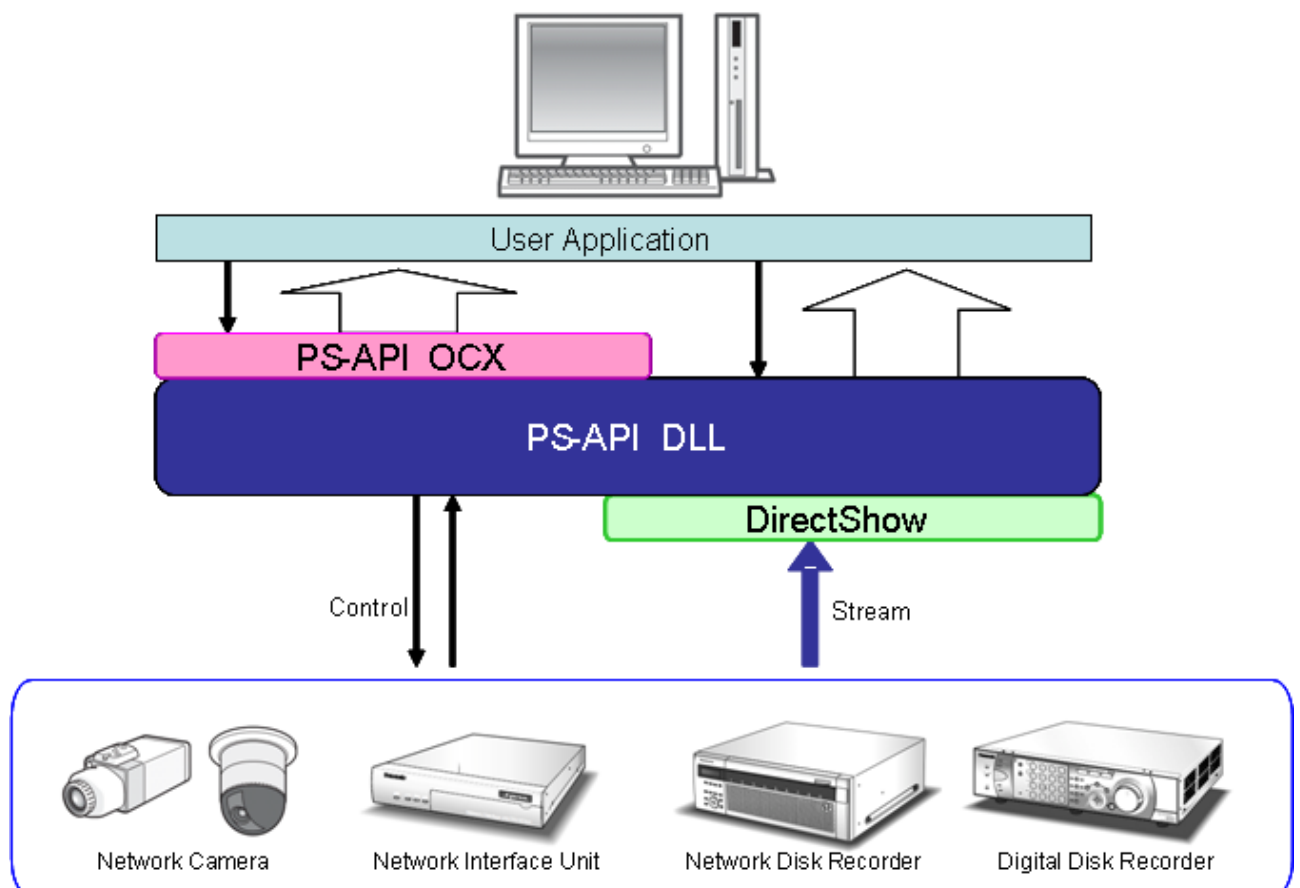 User Application
PS-API OCX
PS-API DLL
DirectShow
Control
Stream
Network Camera
Network Interface Unit
Network Disk Recorder
Digital Disk Recorder